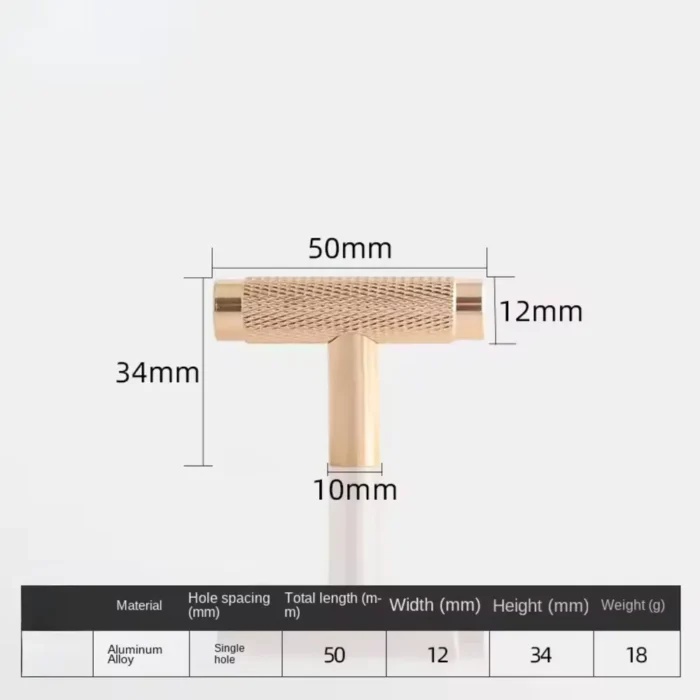 50mm
12mm
34mm
10mm
Material Hole spacing (mm) Total length (m-m) Width (mm) Height (mm) Weight (g)
Aluminum Alloy Single hole 50 12 34 18